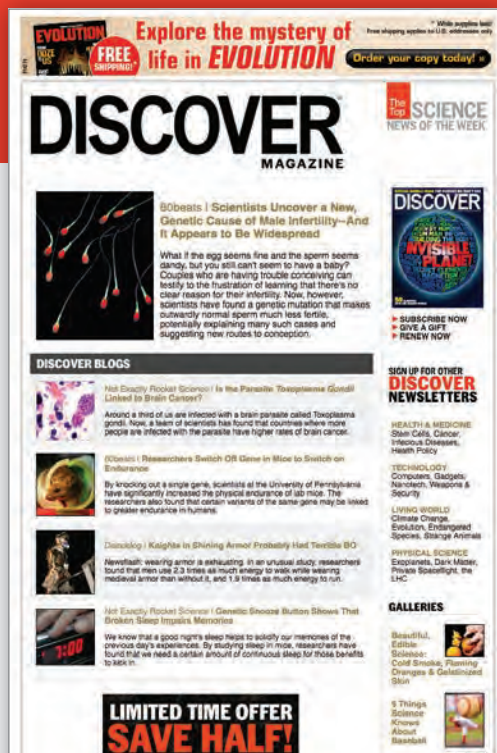 EVOLUTION
FREE
SHIPPING!*
Explore the mystery of
life in EVOLUTION
* While supplies last
Free shipping applies to U.S. addresses only
Order your copy today! »
DISCOVER
MAGAZINE
The
Top
SCIENCE
NEWS OF THE WEEK
80beats | Scientists Uncover a New,
Genetic Cause of Male Infertility--And
It Appears to Be Widespread
What if the egg seems fine and the sperm seems
dandy, but you still can't seem to have a baby?
Couples who are having trouble conceiving can
testify to the frustration of learning that there's no
clear reason for their infertility. Now, however,
scientists have found a genetic mutation that makes
outwardly normal sperm much less fertile,
potentially explaining many such cases and
suggesting new routes to conception.
DISCOVER
BUILDING THE
INVISIBLE
PLANET
SUBSCRIBE NOW
GIVE A GIFT
RENEW NOW
DISCOVER BLOGS
Not Exactly Rocket Science | Is the Parasite Toxoplasma Gondii
Linked to Brain Cancer?
Around a third of us are infected with a brain parasite called Toxoplasma
gondii. Now, a team of scientists has found that countries where more
people are infected with the parasite have higher rates of brain cancer.
80beats | Researchers Switch Off Gene in Mice to Switch on
Endurance
By knocking out a single gene, scientists at the University of Pennsylvania
have significantly increased the physical endurance of lab mice. The
researchers also found that certain variants of the same gene may be linked
to greater endurance in humans.
Discoblog | Knights in Shining Armor Probably Had Terrible BO
Newsflash: wearing armor is exhausting. In an unusual study, researchers
found that men use 2.3 times as much energy to walk while wearing
medieval armor than without it, and 1.9 times as much energy to run.
7:00
Not Exactly Rocket Science | Genetic Snooze Button Shows That
Broken Sleep Impairs Memories
We know that a good night's sleep helps to solidify our memories of the
previous day's experiences. By studying sleep in mice, researchers have
found that we need a certain amount of continuous sleep for those benefits
to kick in.
SIGN UP FOR OTHER
DISCOVER
NEWSLETTERS
HEALTH & MEDICINE
Stem Cells, Cancer,
Infectious Diseases,
Health Policy
TECHNOLOGY
Computers, Gadgets,
Nanotech, Weapons &
Security
LIVING WORLD
Climate Change,
Evolution, Endangered
Species, Strange Animals
PHYSICAL SCIENCE
Exoplanets, Dark Matter,
Private Spaceflight, the
LHC
GALLERIES
Beautiful,
Edible
Science:
Cold Smoke, Flaming
Oranges & Gelatinized
Skin
9 Things
Science
Knows
About
Baseball
LIMITED TIME OFFER
SAVE HALF!